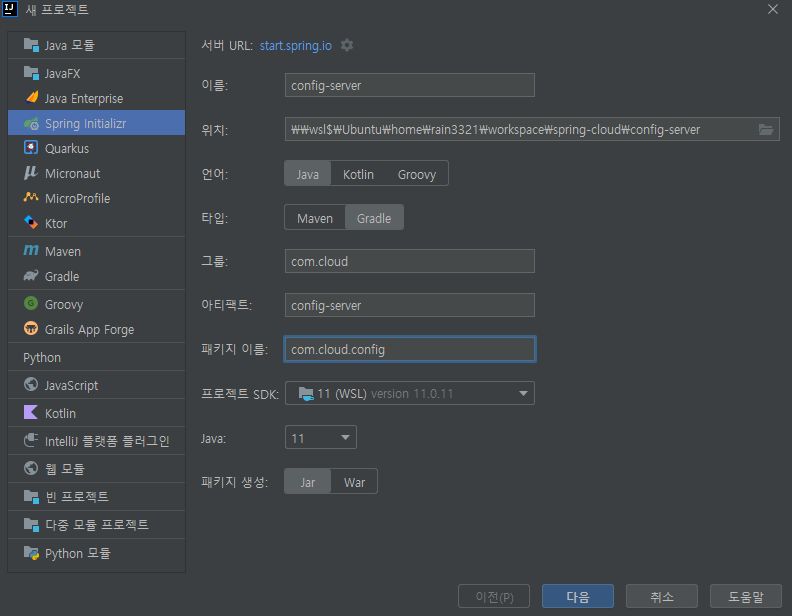 새 프로젝트
Java 모듈
JavaFX
Java Enterprise
Spring Initializr
Quarkus
Micronaut
MicroProfile
Ktor
Maven
Gradle
Groovy
Grails App Forge
Python
JavaScript
Kotlin
IntelliJ 플랫폼 플러그인
웹 모듈
빈 프로젝트
다중 모듈 프로젝트
Python 모듈
서버 URL: start.spring.io
이름: config-server
위치: ₩₩wsl$₩Ubuntu₩home₩rain3321₩workspace₩spring-cloud₩config-server
언어: Java Kotlin Groovy
타입: Maven Gradle
그룹: com.cloud
아티팩트: config-server
패키지 이름: com.cloud.config
프로젝트 SDK: 11 (WSL) version 11.0.11
Java: 11
패키지 생성: Jar War
이전(P) 다음 취소 도움말